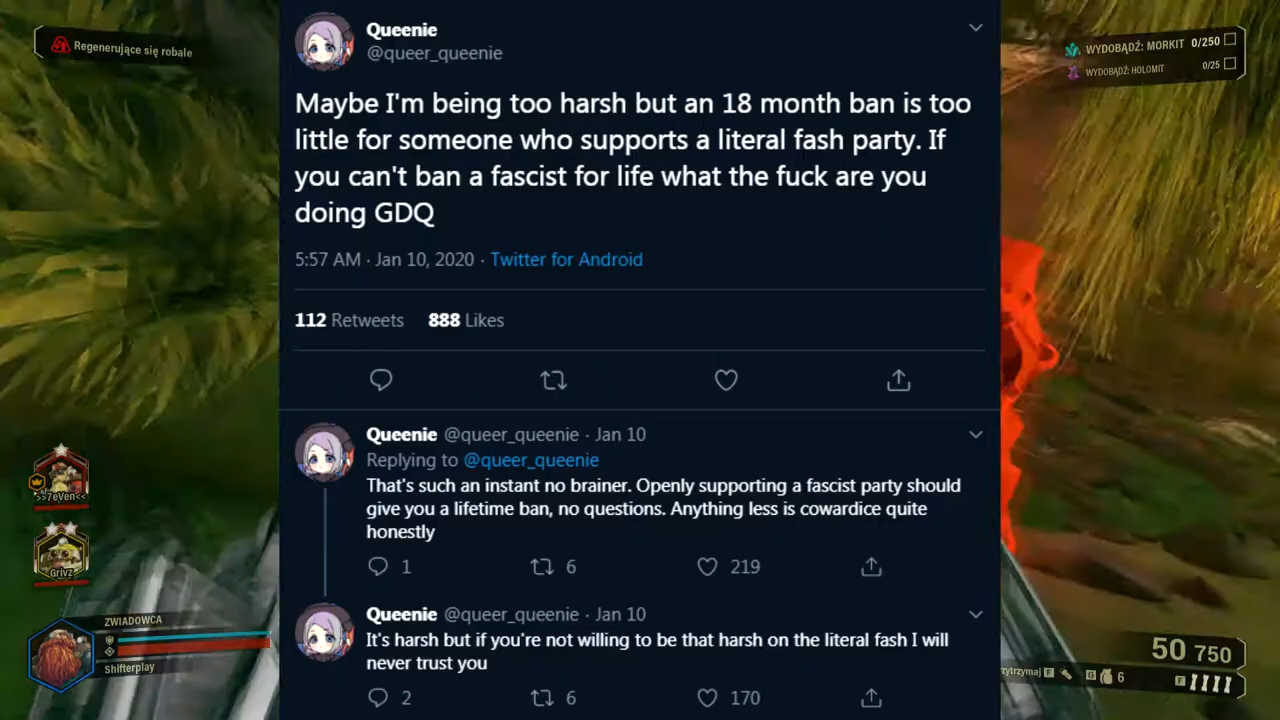 Regenerujące się robale
WYDOBĄDŹ: MORKIT 0/250
WYDOBĄDŹ: HOLOMIT 0/25
Queenie
@queer_queenie
Maybe I'm being too harsh but an 18 month ban is too
little for someone who supports a literal fash party. If
you can't ban a fascist for life what the fuck are you
doing GDQ
5:57 AM · Jan 10, 2020 · Twitter for Android
112 Retweets 888 Likes
Queenie @queer_queenie · Jan 10
Replying to @queer_queenie
That's such an instant no brainer. Openly supporting a fascist party should
give you a lifetime ban, no questions. Anything less is cowardice quite
honestly
1 6 219
Queenie @queer_queenie · Jan 10
It's harsh but if you're not willing to be that harsh on the literal fash I will
never trust you
2 6 170
>>7eVen<<
Grivz
ZWIADOWCA
Shifterplay
50 750
rzytrzymaj F G 6
F